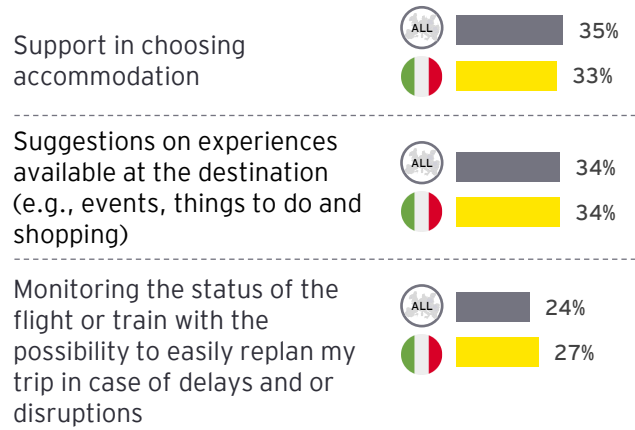 Support in choosing
accommodation
ALL
35%
33%
Suggestions on experiences
available at the destination
(e.g., events, things to do and
shopping)
ALL
34%
34%
Monitoring the status of the
flight or train with the
possibility to easily replan my
trip in case of delays and or
disruptions
ALL
24%
27%